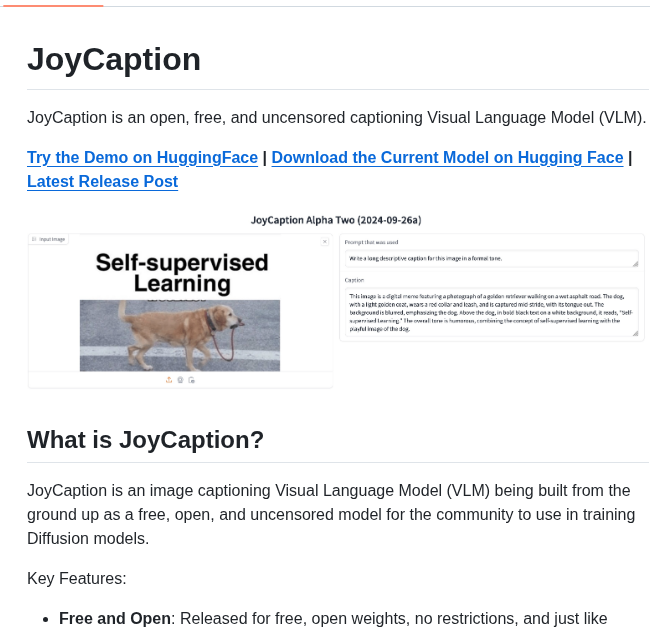 JoyCaption
JoyCaption is an open, free, and uncensored captioning Visual Language Model (VLM).
Try the Demo on HuggingFace | Download the Current Model on Hugging Face |
Latest Release Post
JoyCaption Alpha Two (2024-09-26a)
Input Image
Self-supervised
Learning
Prompt that was used
Write a long descriptive caption for this image in a formal tone.
Caption
This image is a digital meme featuring a photograph of a golden retriever walking on a wet asphalt road. The dog,
with a light golden coat, wears a red collar and leash, and is captured mid-stride, with its tongue out. The
background is blurred, emphasizing the dog. Above the dog, in bold black text on a white background, it reads, "Self-
supervised Learning." The overall tone is humorous, combining the concept of self-supervised learning with the
playful image of the dog.
What is JoyCaption?
JoyCaption is an image captioning Visual Language Model (VLM) being built from the
ground up as a free, open, and uncensored model for the community to use in training
Diffusion models.
Key Features:
• Free and Open: Released for free, open weights, no restrictions, and just like